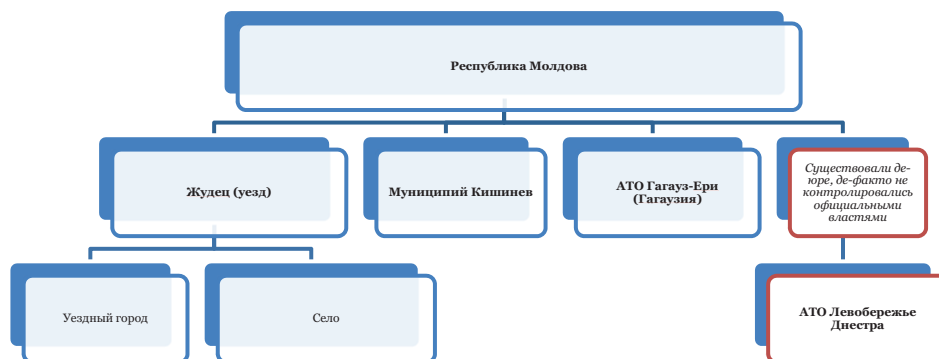 Республика Молдова
Жудец (уезд)
Муниципий Кишинев
АТО Гагауз-Ери
(Гагаузия)
Существовали де-
юре, де-факто не
контролировались
официальными
властями
Уездный город
Село
АТО Левобережье
Днестра